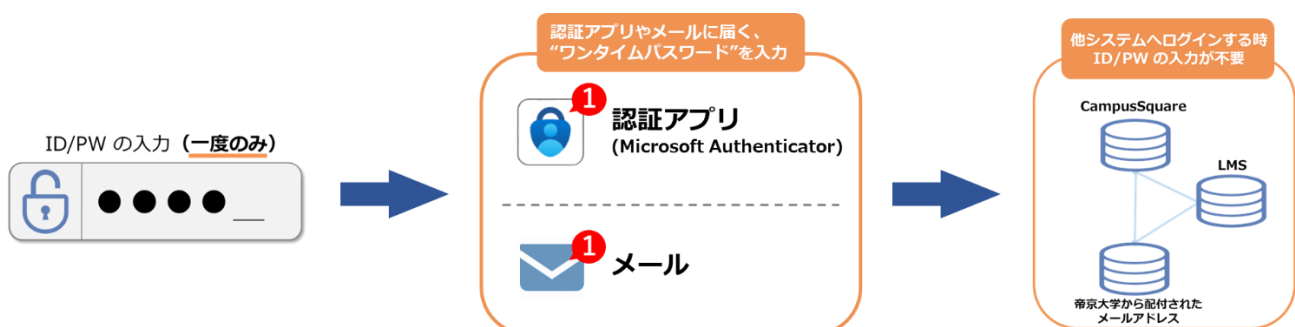 ID/PW の入力（一度のみ）
認証アプリやメールに届く、
“ワンタイムパスワード”を入力
1
認証アプリ
(Microsoft Authenticator)
1
メール
他システムへログインする時
ID/PW の入力が不要
CampusSquare
LMS
帝京大学から配付された
メールアドレス